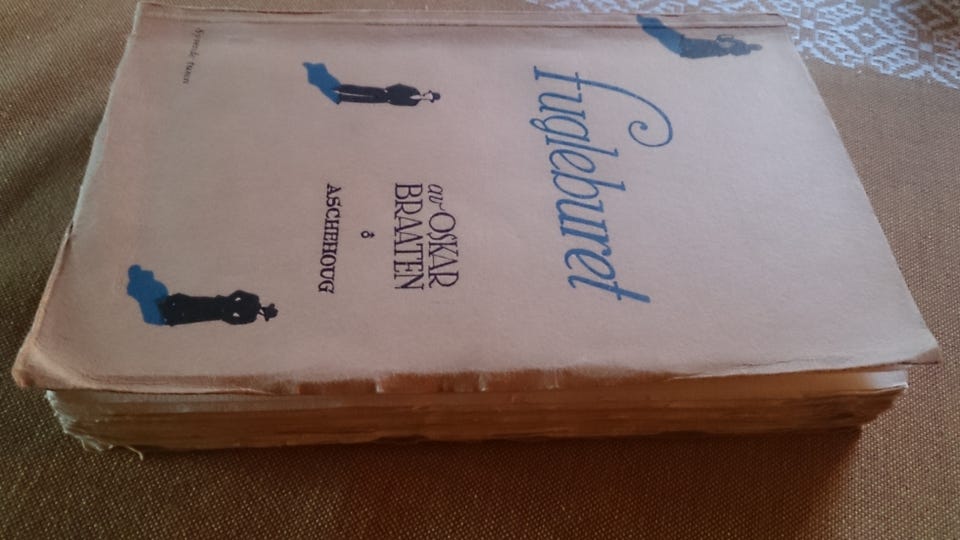 Fugleburet
av OSKAR
BRAATEN
ASCHEHOUG